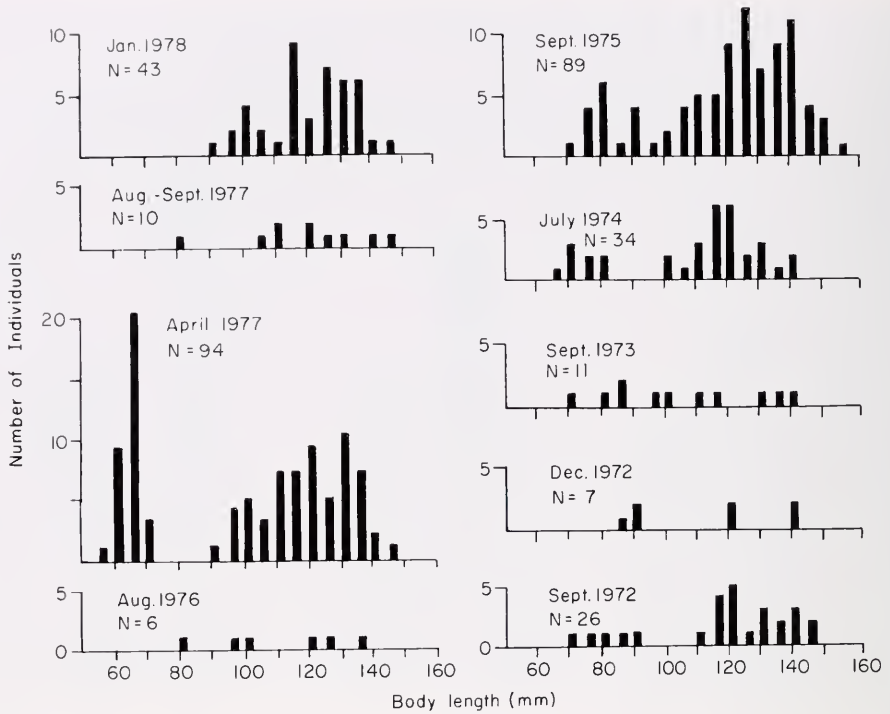 10
5
Jan. 1978
N= 43
5
Aug.-Sept. 1977
N=10
20
10
April 1977
N = 94
5
0
Aug. 1976
N=6
60 80 100 120 140 160
10
5
Sept. 1975
N= 89
5
July 1974
N= 34
5
Sept. 1973
N= 11
5
Dec. 1972
N= 7
5
0
Sept. 1972
N=26
60 80 100 120 140 160
Number of Individuals
Body length (mm)